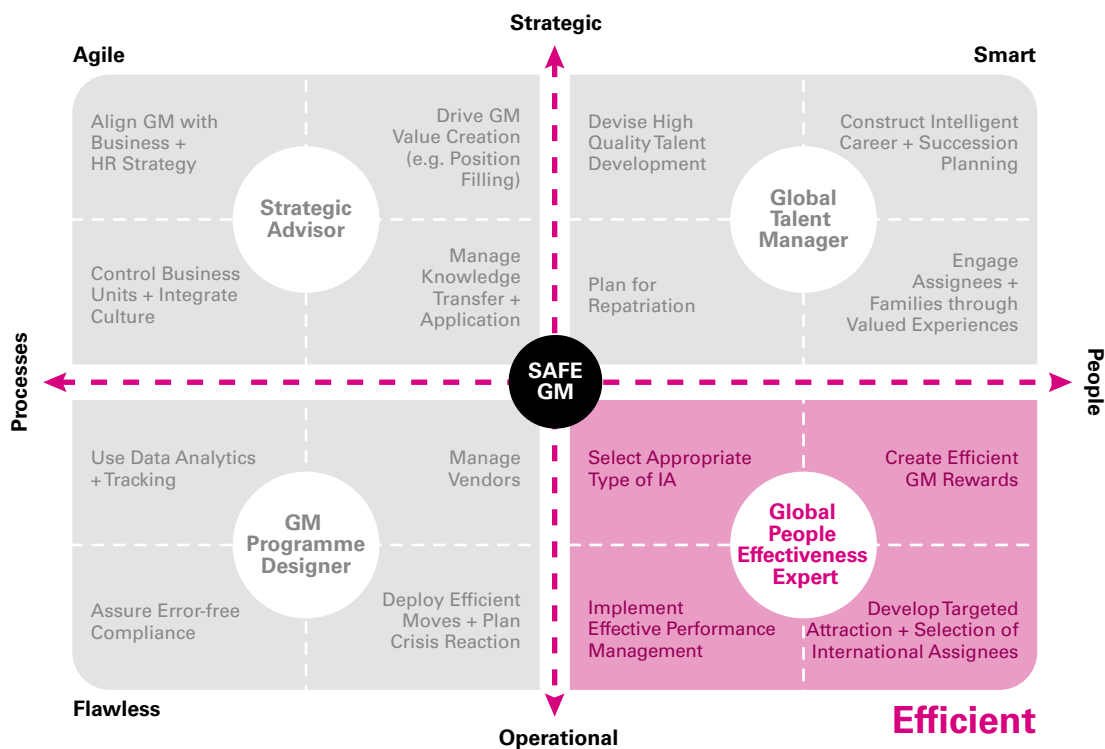 Strategic
Agile
Smart
Align GM with
Business +
HR Strategy
Drive GM
Value Creation
(e.g. Position
Filling)
Strategic
Advisor
Control Business
Units + Integrate
Culture
Manage
Knowledge
Transfer +
Application
Devise High
Quality Talent
Development
Construct Intelligent
Career + Succession
Planning
Global
Talent
Manager
Plan for
Repatriation
Engage
Assignees +
Families through
Valued Experiences
Processes
SAFE
GM
People
Use Data Analytics
+ Tracking
Manage
Vendors
GM
Programme
Designer
Assure Error-free
Compliance
Deploy Efficient
Moves + Plan
Crisis Reaction
Select Appropriate
Type of IA
Create Efficient
GM Rewards
Global
People
Effectiveness
Expert
Implement
Effective Performance
Management
Develop Targeted
Attraction + Selection of
International Assignees
Flawless
Operational
Efficient